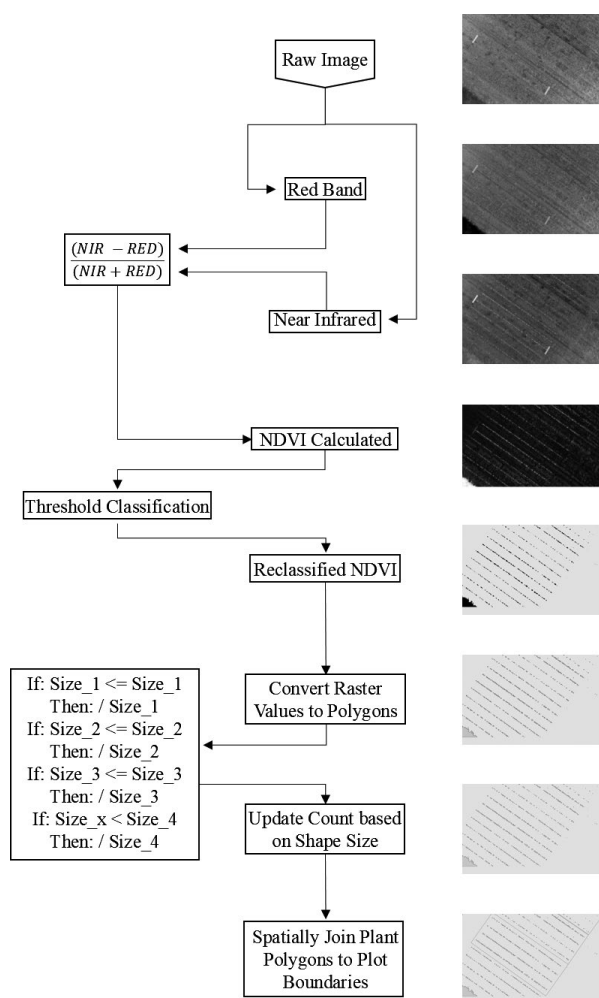 Raw Image
Red Band
(NIR − RED)
(NIR + RED)
Near Infrared
NDVI Calculated
Threshold Classification
Reclassified NDVI
Convert Raster
Values to Polygons
If: Size_1 <= Size_1
Then: / Size_1
If: Size_2 <= Size_2
Then: / Size_2
If: Size_3 <= Size_3
Then: / Size_3
If: Size_x < Size_4
Then: / Size_4
Update Count based
on Shape Size
Spatially Join Plant
Polygons to Plot
Boundaries